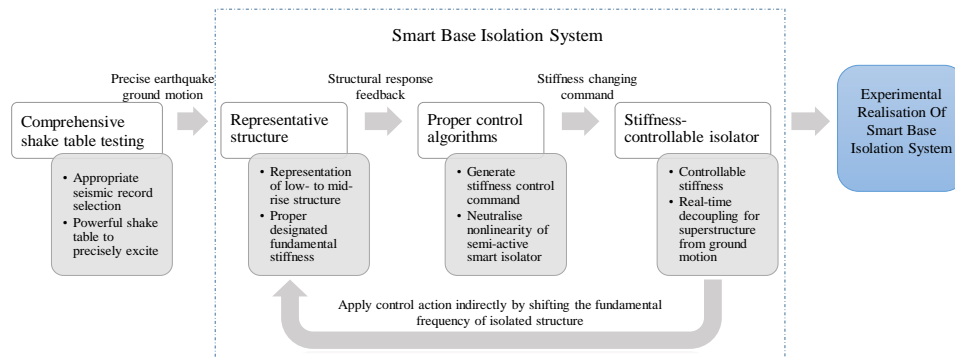 Smart Base Isolation System
Precise earthquake
ground motion
Structural response
feedback
Stiffness changing
command
Comprehensive
shake table testing
• Appropriate
seismic record
selection
• Powerful shake
table to
precisely excite
Representative
structure
• Representation
of low- to mid-
rise structure
• Proper
designated
fundamental
stiffness
Proper control
algorithms
• Generate
stiffness control
command
• Neutralise
nonlinearity of
semi-active
smart isolator
Stiffness-
controllable isolator
• Controllable
stiffness
• Real-time
decoupling for
superstructure
from ground
motion
Experimental
Realisation Of
Smart Base
Isolation System
Apply control action indirectly by shifting the fundamental
frequency of isolated structure